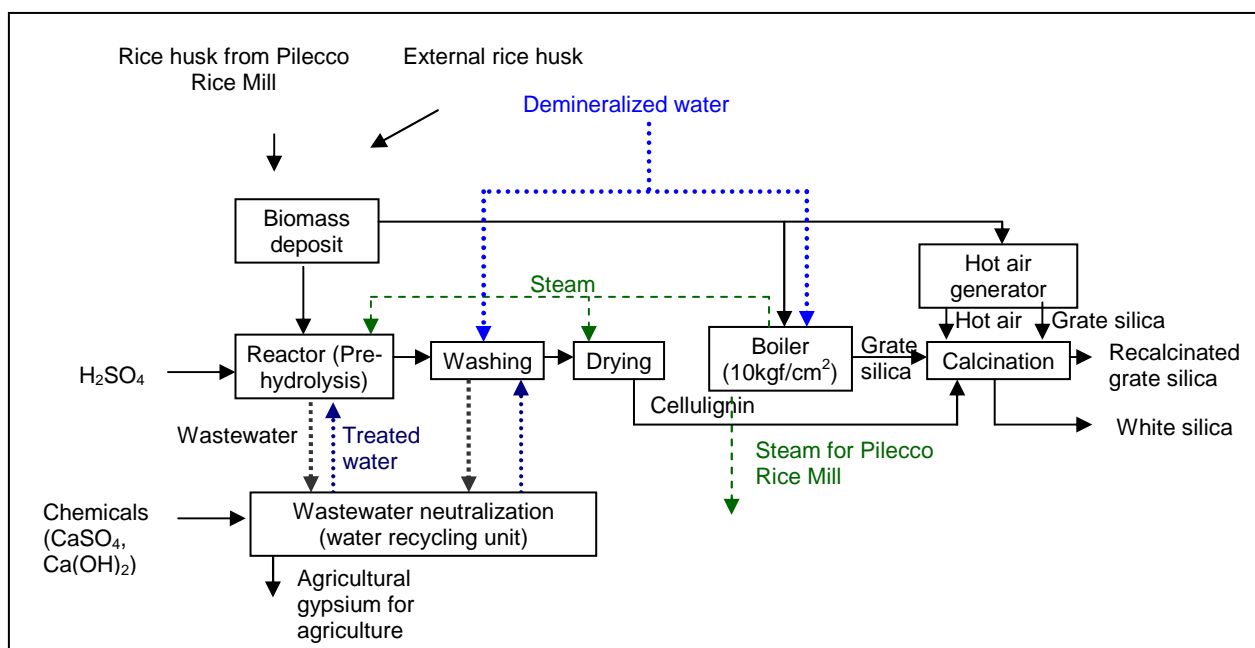 Rice husk from Pilecco
Rice Mill
External rice husk
Demineralized water
Biomass
deposit
Hot air
generator
Steam
Hot air
Grate silica
Reactor (Pre-
hydrolysis)
Washing
Drying
Boiler
(10kgf/cm²)
Grate
silica
Calcination
Recalcinated
grate silica
H₂SO₄
Cellulignin
White silica
Wastewater
Treated
water
Steam for Pilecco
Rice Mill
Chemicals
(CaSO₄,
Ca(OH)₂)
Wastewater neutralization
(water recycling unit)
Agricultural
gypsium for
agriculture